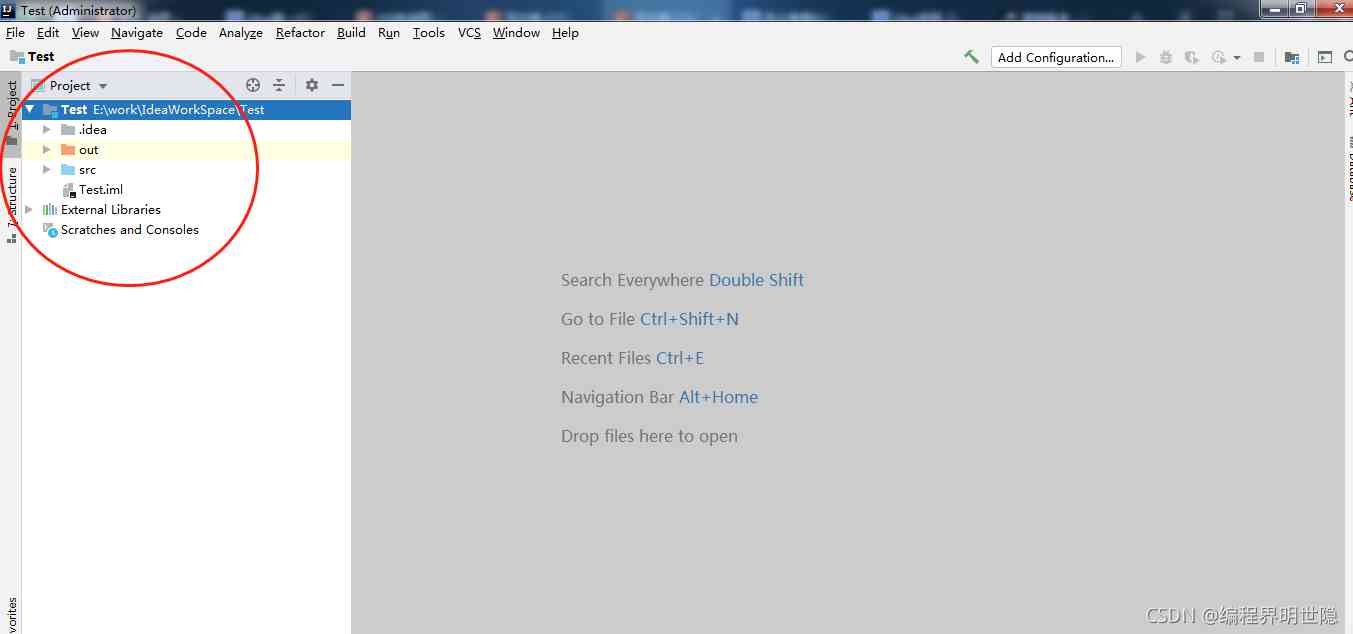 Test (Administrator)
File Edit View Navigate Code Analyze Refactor Build Run Tools VCS Window Help
Test
Add Configuration...
Project
1: Project
Test E:\work\IdeaWorkSpace\Test
.idea
out
src
Test.iml
External Libraries
Scratches and Consoles
7: Structure
Search Everywhere Double Shift
Go to File Ctrl+Shift+N
Recent Files Ctrl+E
Navigation Bar Alt+Home
Drop files here to open
vorites
CSDN @编程界明世隐